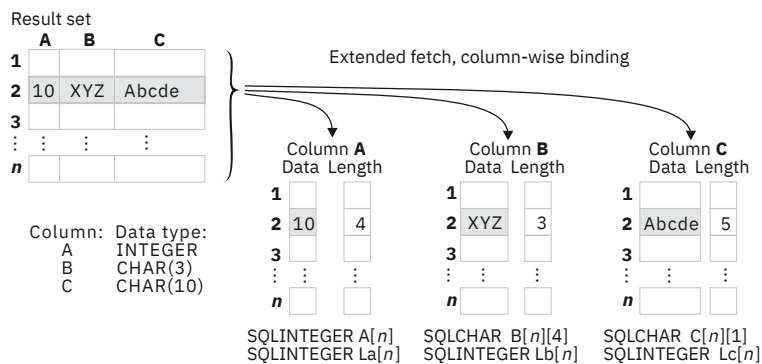 Result set
A B C
1
2 10 XYZ Abcde
3
⋮ ⋮ ⋮ ⋮
n
Extended fetch, column-wise binding
Column: Data type:
A INTEGER
B CHAR(3)
C CHAR(10)
Column A
Data Length
1
2 10 4
3
⋮ ⋮ ⋮
n
SQLINTEGER A[n]
SQLINTEGER La[n]
Column B
Data Length
1
2 XYZ 3
3
⋮ ⋮ ⋮
n
SQLCHAR B[n][4]
SQLINTEGER Lb[n]
Column C
Data Length
1
2 Abcde 5
3
⋮ ⋮ ⋮
n
SQLCHAR C[n][1]
SQLINTEGER Lc[n]